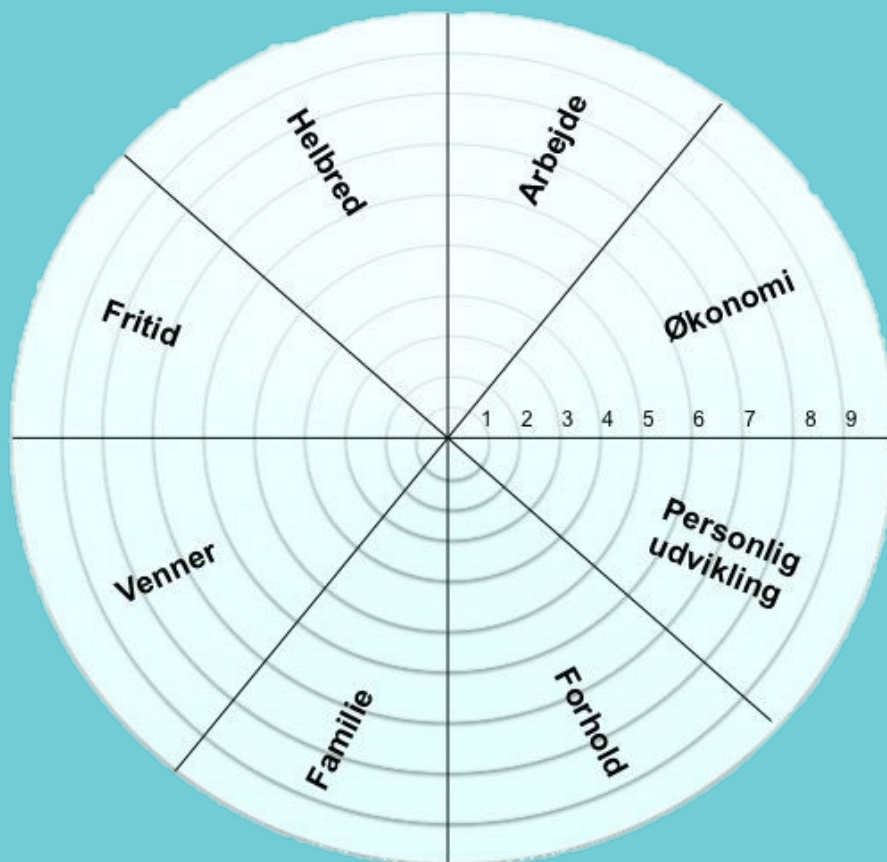 Helbred
Arbejde
Fritid
Økonomi
1 2 3 4 5 6 7 8 9
Venner
Personlig
udvikling
Familie
Forhold